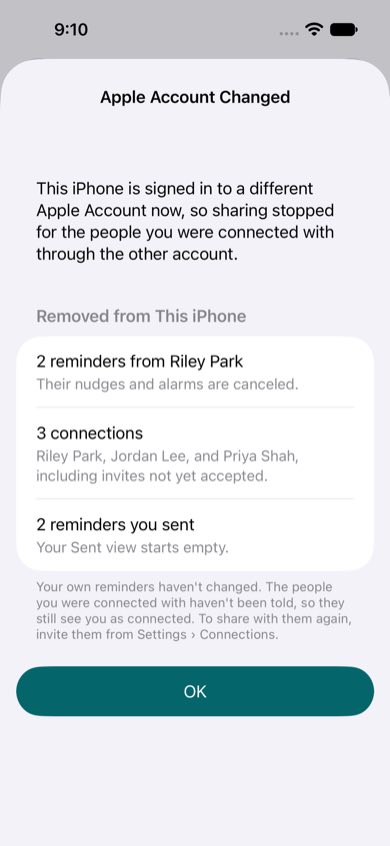 9:10
Apple Account Changed
This iPhone is signed in to a different
Apple Account now, so sharing stopped
for the people you were connected with
through the other account.
Removed from This iPhone
2 reminders from Riley Park
Their nudges and alarms are canceled.
3 connections
Riley Park, Jordan Lee, and Priya Shah,
including invites not yet accepted.
2 reminders you sent
Your Sent view starts empty.
Your own reminders haven't changed. The people
you were connected with haven't been told, so they
still see you as connected. To share with them again,
invite them from Settings › Connections.
OK